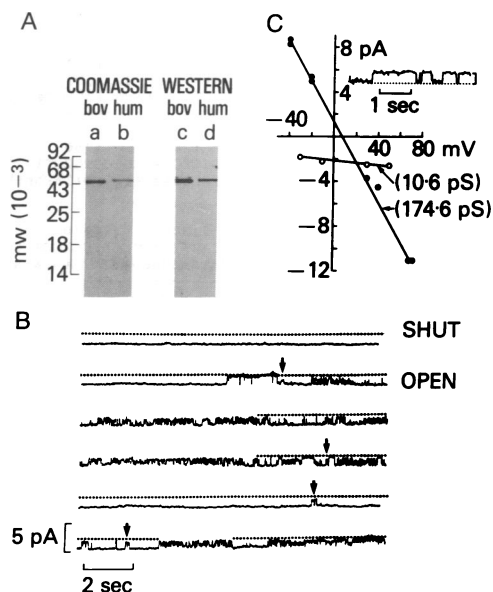 A
COOMASSIE WESTERN
bov hum bov hum
a b c d
92
68
43
25
18
14
mw (10−3)
C
8 pA
4
1 sec
−40
40 80 mV
−4
(10·6 pS)
−8
(174·6 pS)
−12
B
SHUT
OPEN
5 pA
2 sec